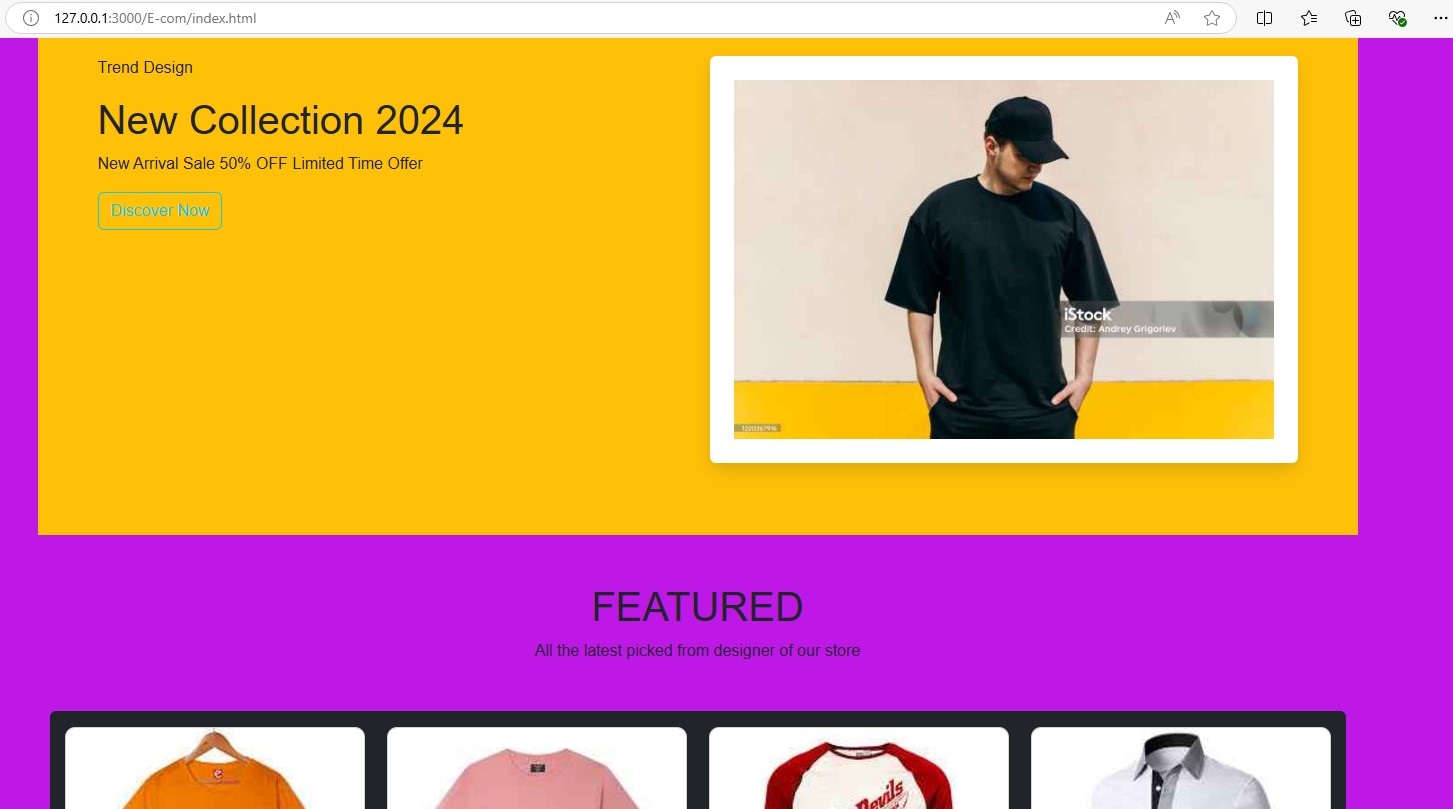 127.0.0.1:3000/E-com/index.html
Trend Design
New Collection 2024
New Arrival Sale 50% OFF Limited Time Offer
Discover Now
iStock
Credit: Andrey Grigoriev
1220367916
FEATURED
All the latest picked from designer of our store
Devils